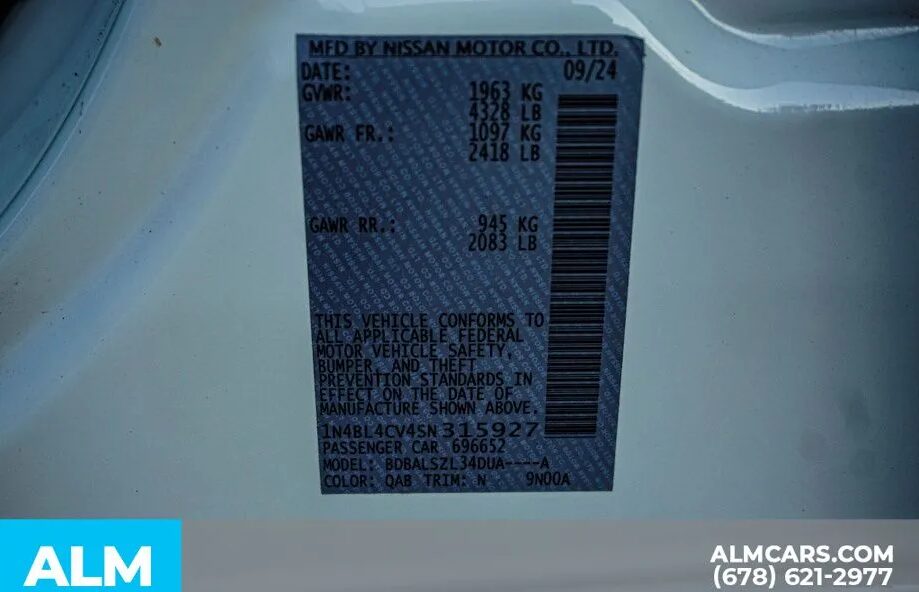 MFD BY NISSAN MOTOR CO., LTD.
DATE: 09/24
GVWR: 1963 KG
4328 LB
GAWR FR.: 1097 KG
2418 LB
GAWR RR.: 945 KG
2083 LB
THIS VEHICLE CONFORMS TO
ALL APPLICABLE FEDERAL
MOTOR VEHICLE SAFETY,
BUMPER, AND THEFT
PREVENTION STANDARDS IN
EFFECT ON THE DATE OF
MANUFACTURE SHOWN ABOVE.
1N4BL4CV4SN315927
PASSENGER CAR 696652
MODEL: BDBALSZL34DUA----A
COLOR: QAB TRIM: N 9N00A
ALM
ALMCARS.COM
(678) 621-2977